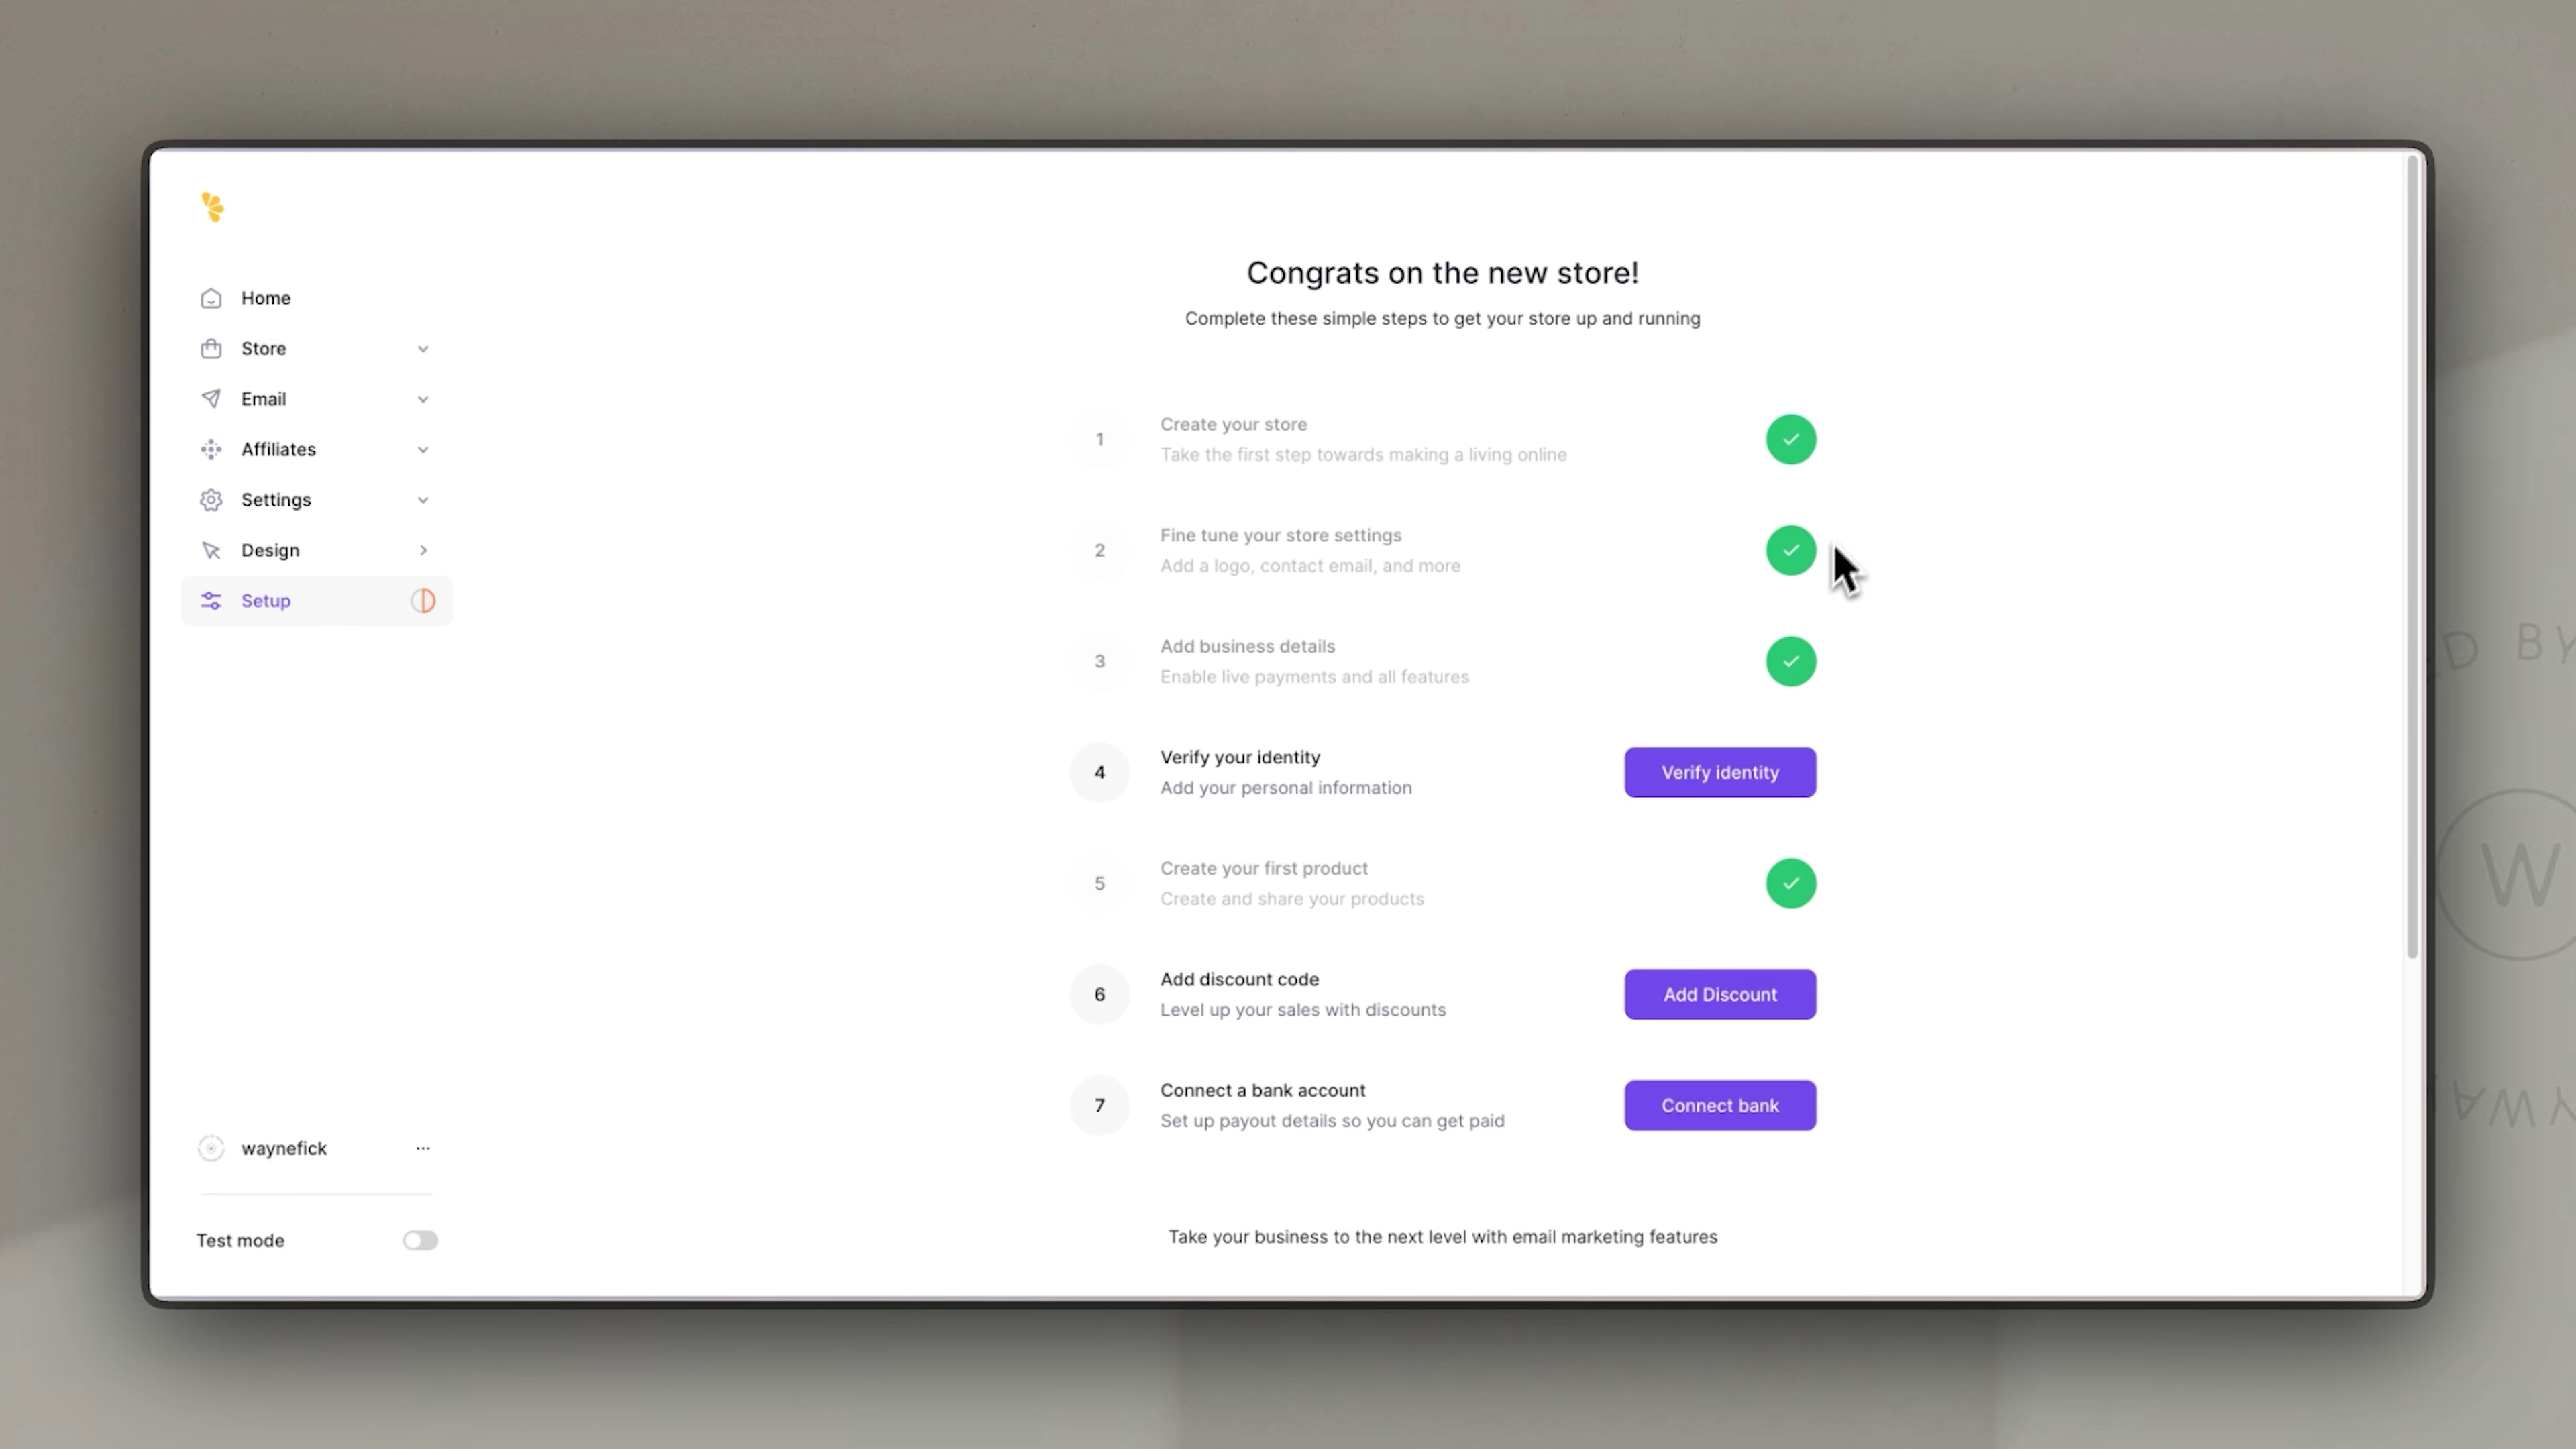 Home
Store
Email
Affiliates
Settings
Design
Setup
waynefick
...
Test mode
Congrats on the new store!
Complete these simple steps to get your store up and running
1
Create your store
Take the first step towards making a living online
2
Fine tune your store settings
Add a logo, contact email, and more
3
Add business details
Enable live payments and all features
4
Verify your identity
Add your personal information
Verify identity
5
Create your first product
Create and share your products
6
Add discount code
Level up your sales with discounts
Add Discount
7
Connect a bank account
Set up payout details so you can get paid
Connect bank
Take your business to the next level with email marketing features
BY
W